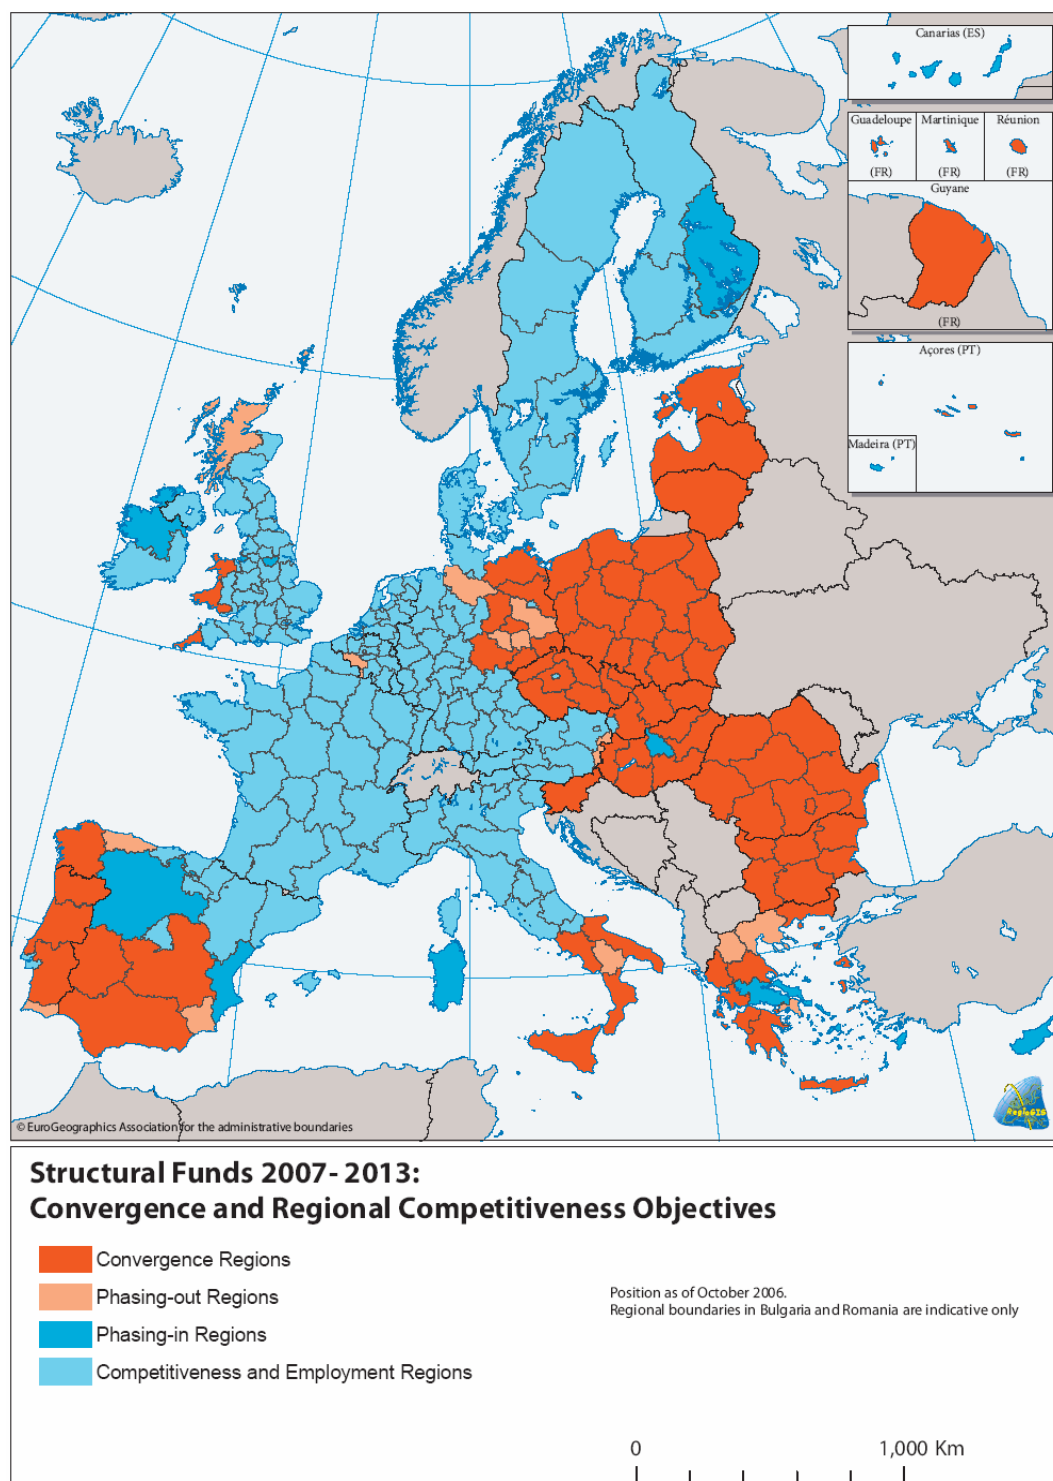 Canarias (ES)
Guadeloupe
Martinique
Réunion
(FR)
(FR)
(FR)
Guyane
(FR)
Açores (PT)
Madeira (PT)
RegioGIS
© EuroGeographics Association for the administrative boundaries
Structural Funds 2007- 2013:
Convergence and Regional Competitiveness Objectives
Convergence Regions
Phasing-out Regions
Phasing-in Regions
Competitiveness and Employment Regions
Position as of October 2006.
Regional boundaries in Bulgaria and Romania are indicative only
0
1,000 Km